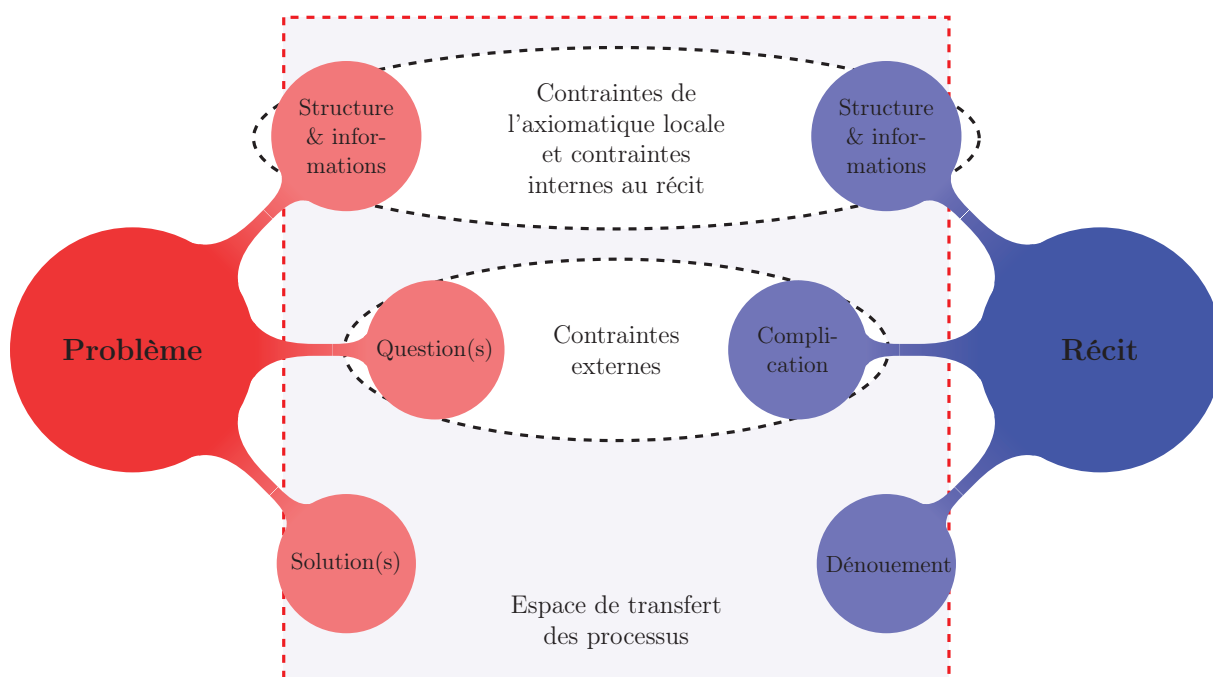 Structure
& infor-
mations
Contraintes de
l'axiomatique locale
et contraintes
internes au récit
Structure
& infor-
mations
Problème
Question(s)
Contraintes
externes
Compli-
cation
Récit
Solution(s)
Dénouement
Espace de transfert
des processus